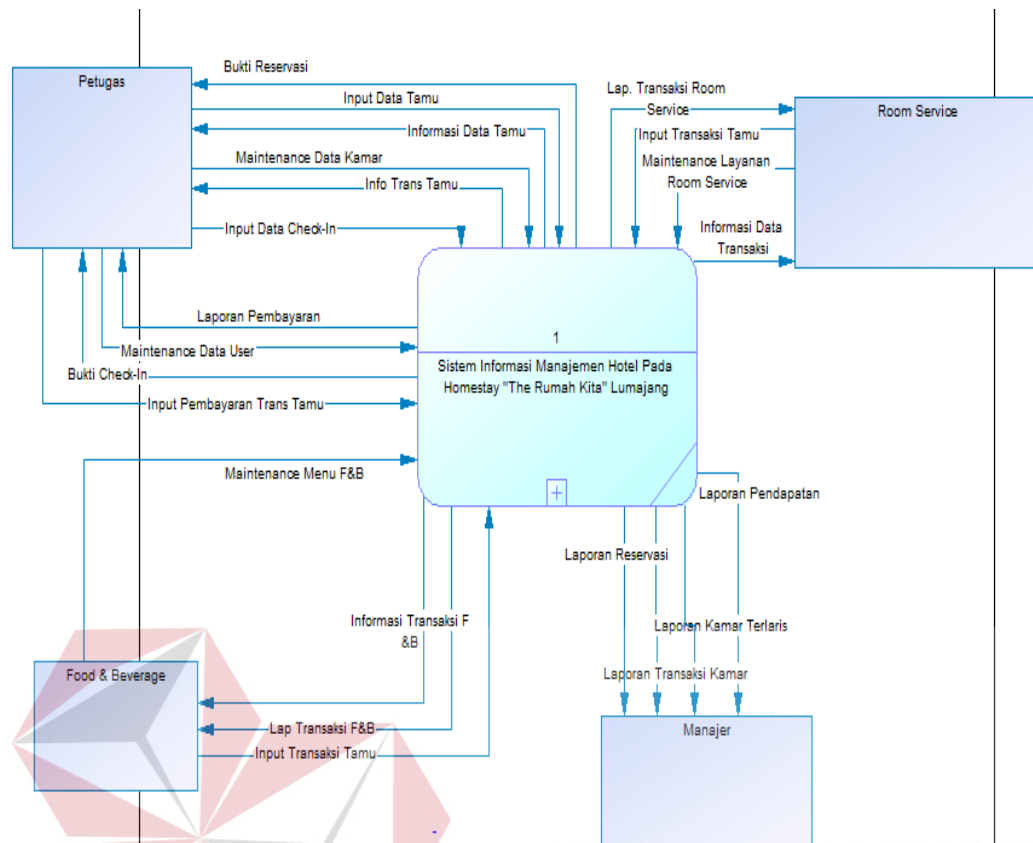 Petugas
Bukti Reservasi
Input Data Tamu
Informasi Data Tamu
Maintenance Data Kamar
Info Trans Tamu
Input Data Check-In
Lap. Transaksi Room
Service
Input Transaksi Tamu
Maintenance Layanan
Room Service
Informasi Data
Transaksi
Room Service
Laporan Pembayaran
Maintenance Data User
Bukti Check-In
Input Pembayaran Trans Tamu
1
Sistem Informasi Manajemen Hotel Pada
Homestay "The Rumah Kita" Lumajang
+
Maintenance Menu F&B
Laporan Pendapatan
Laporan Reservasi
Informasi Transaksi F
&B
Laporan Kamar Terlaris
Laporan Transaksi Kamar
Food & Beverage
Lap Transaksi F&B
Input Transaksi Tamu
Manajer